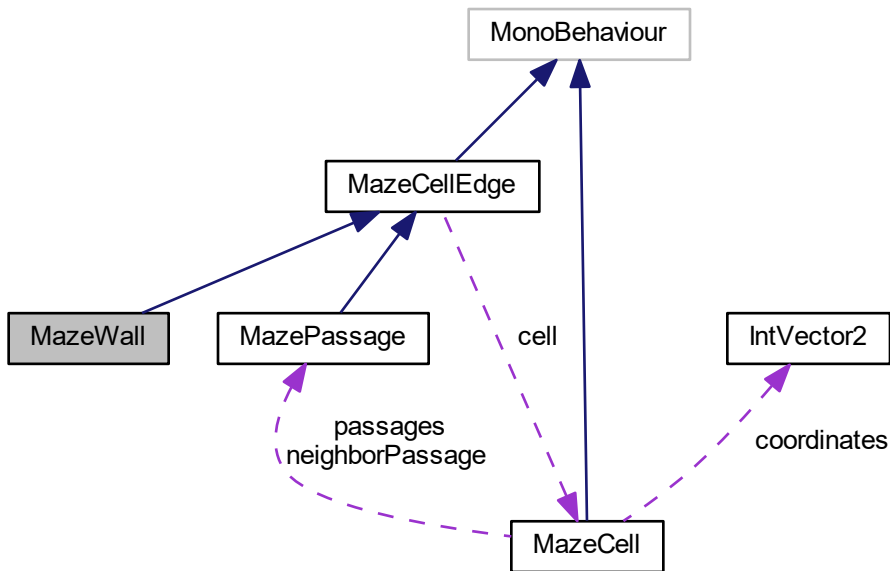 MonoBehaviour
MazeCellEdge
MazeWall
MazePassage
cell
IntVector2
passages
neighborPassage
coordinates
MazeCell